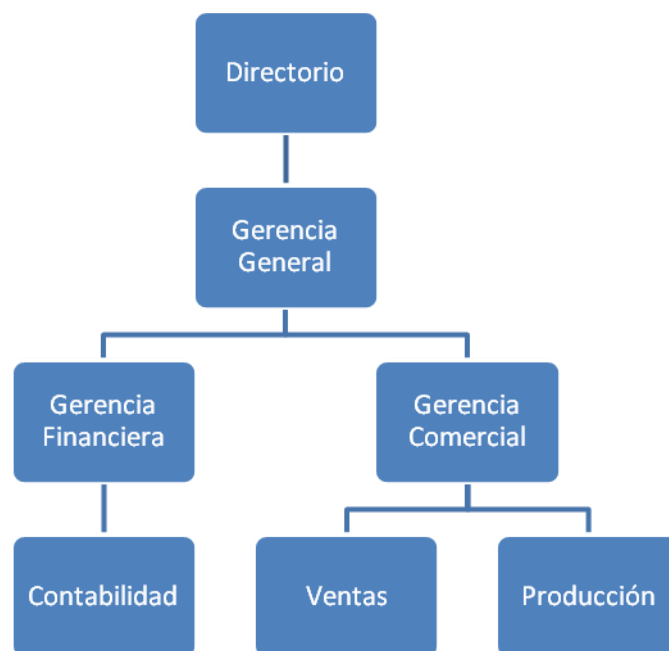 Directorio
Gerencia
General
Gerencia
Financiera
Gerencia
Comercial
Contabilidad
Ventas
Producción